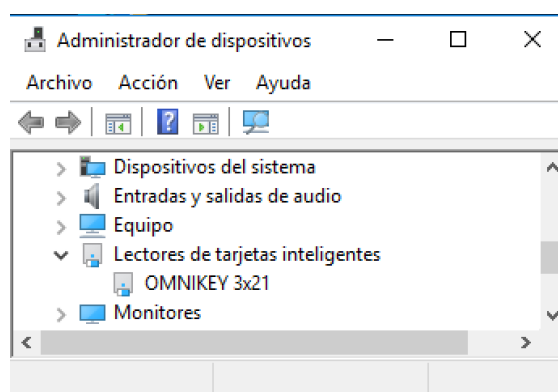 Administrador de dispositivos
Archivo Acción Ver Ayuda
?
Dispositivos del sistema
Entradas y salidas de audio
Equipo
Lectores de tarjetas inteligentes
OMNIKEY 3x21
Monitores